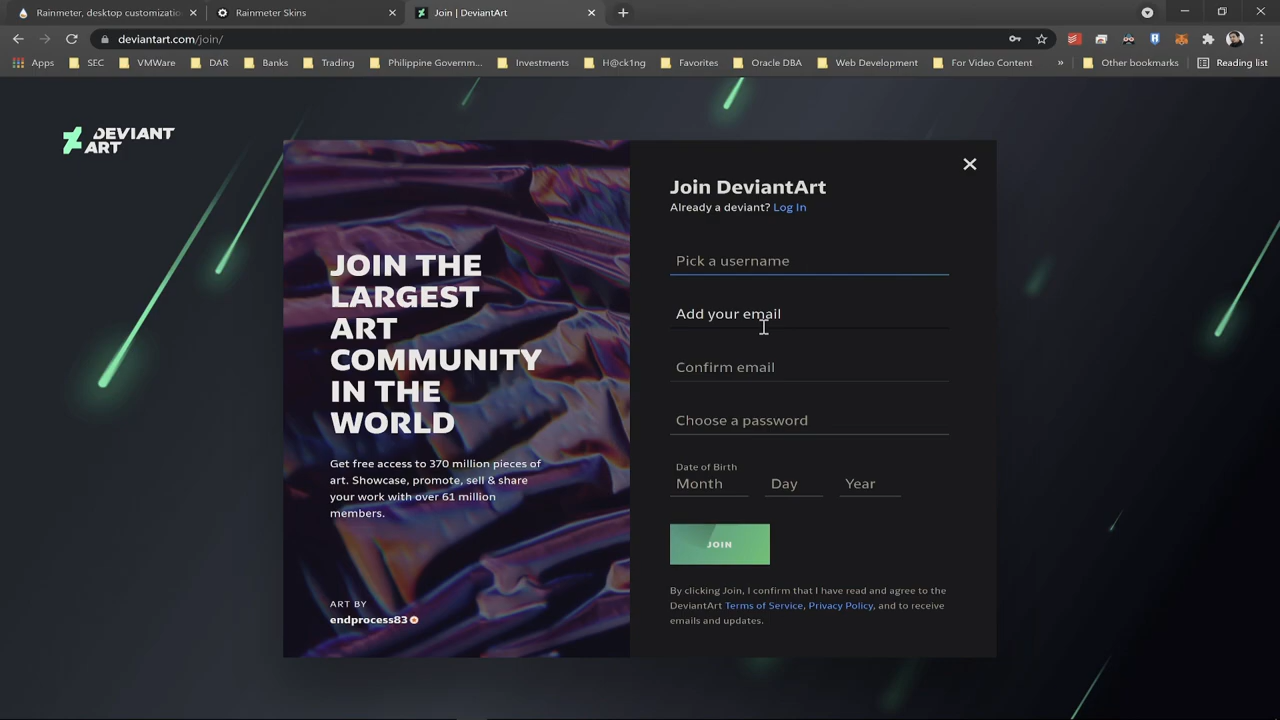 Rainmeter, desktop customizatio
Rainmeter Skins
Join | DeviantArt
deviantart.com/join/
Apps
SEC
VMWare
DAR
Banks
Trading
Philippine Governm...
Investments
H@ck1ng
Favorites
Oracle DBA
Web Development
For Video Content
»
Other bookmarks
Reading list
DEVIANT
ART
JOIN THE
LARGEST
ART
COMMUNITY
IN THE
WORLD
Get free access to 370 million pieces of
art. Showcase, promote, sell & share
your work with over 61 million
members.
ART BY
endprocess83
Join DeviantArt
Already a deviant? Log In
Pick a username
Add your email
Confirm email
Choose a password
Date of Birth
Month Day Year
JOIN
By clicking Join, I confirm that I have read and agree to the
DeviantArt Terms of Service, Privacy Policy, and to receive
emails and updates.